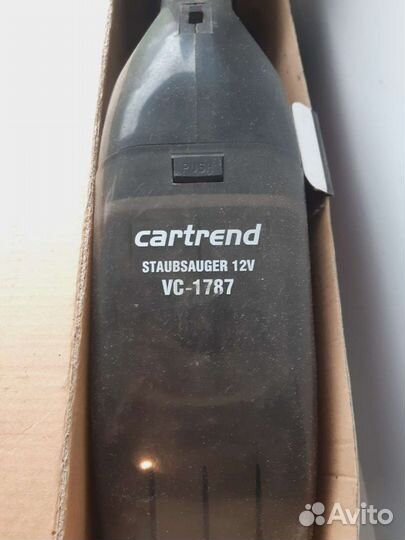 PUSH
cartrend
STAUBSAUGER 12V
VC-1787
Avito